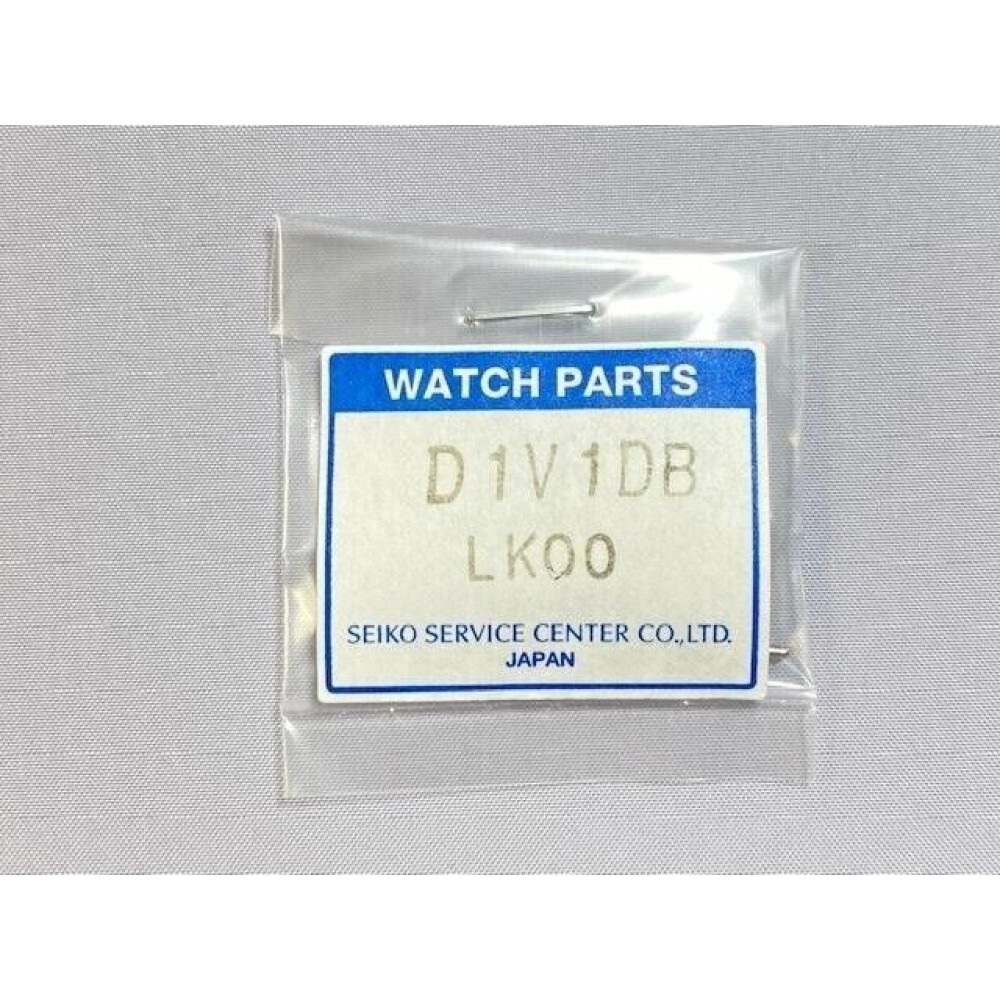 WATCH PARTS
D1V1DB
LK00
SEIKO SERVICE CENTER CO.,LTD.
JAPAN